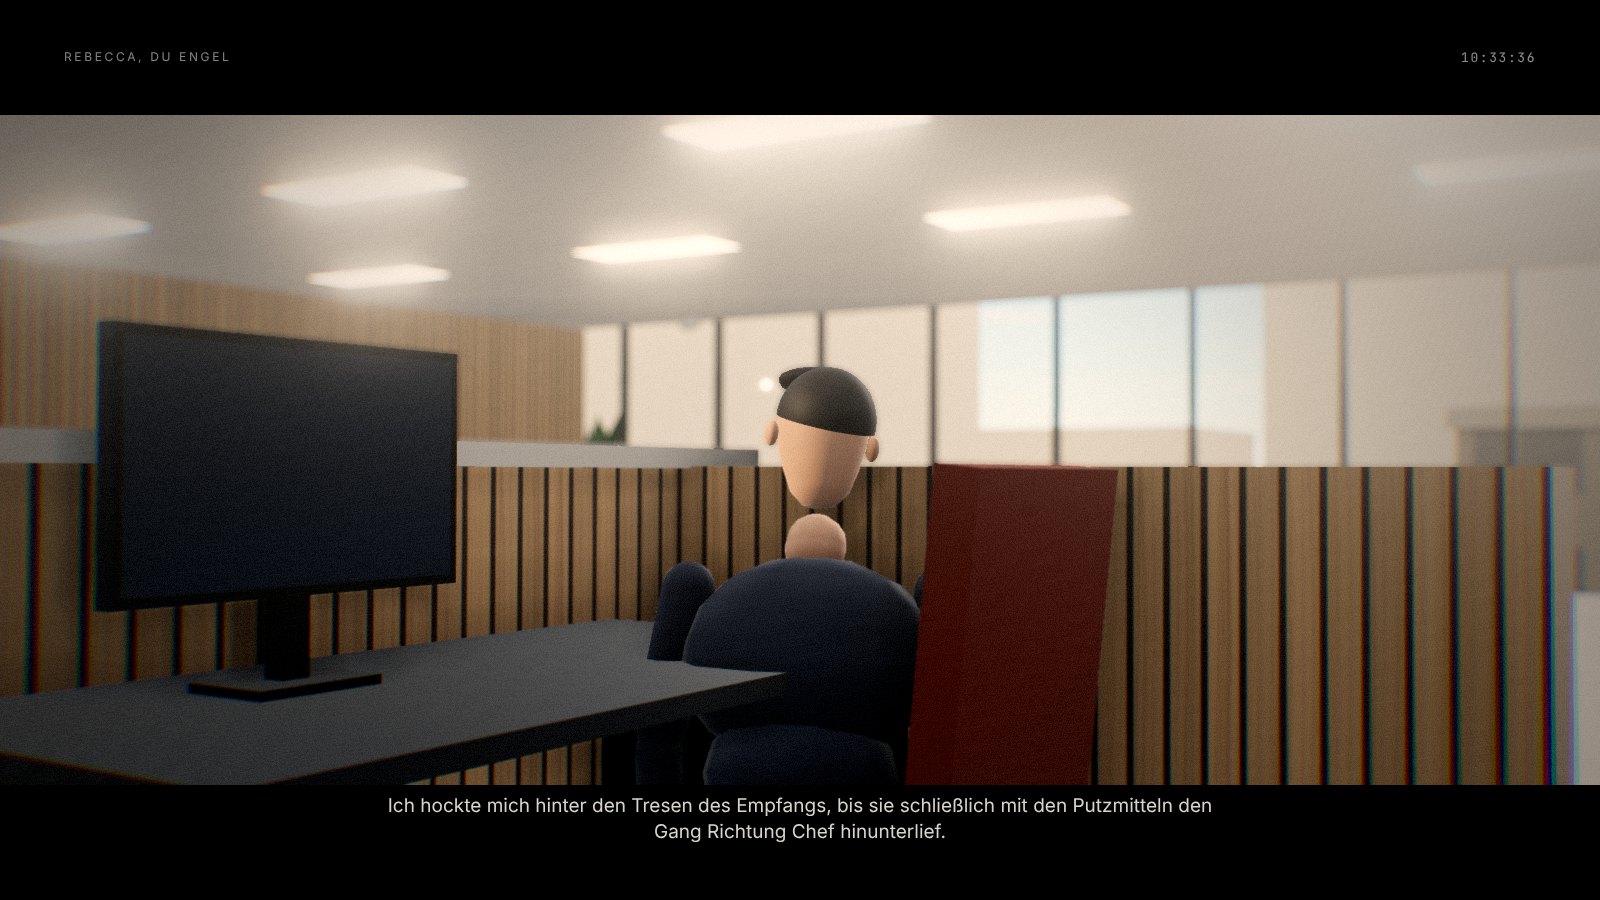 REBECCA, DU ENGEL
10:33:36
Ich hockte mich hinter den Tresen des Empfangs, bis sie schließlich mit den Putzmitteln den
Gang Richtung Chef hinunterlief.